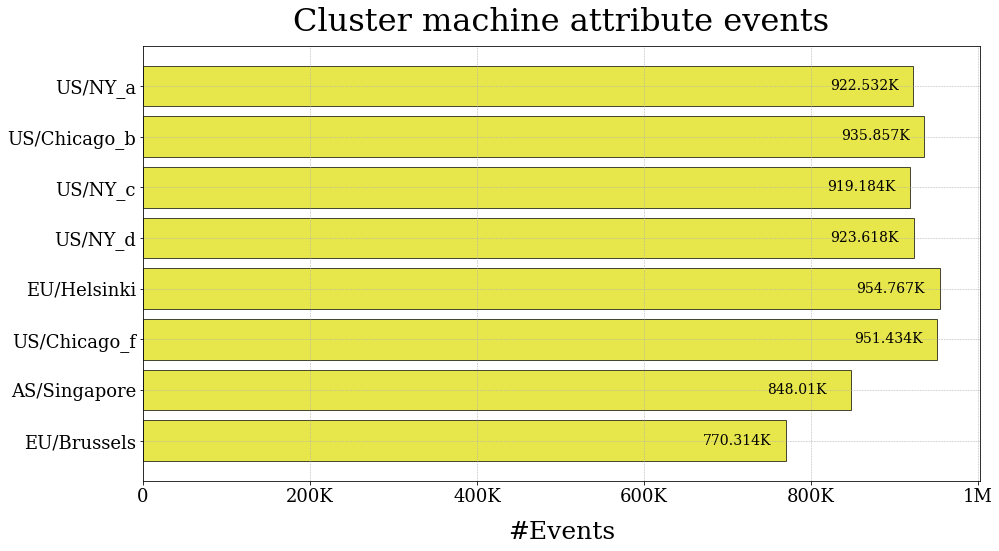 Cluster machine attribute events
US/NY_a 922.532K
US/Chicago_b 935.857K
US/NY_c 919.184K
US/NY_d 923.618K
EU/Helsinki 954.767K
US/Chicago_f 951.434K
AS/Singapore 848.01K
EU/Brussels 770.314K
0 200K 400K 600K 800K 1M
#Events